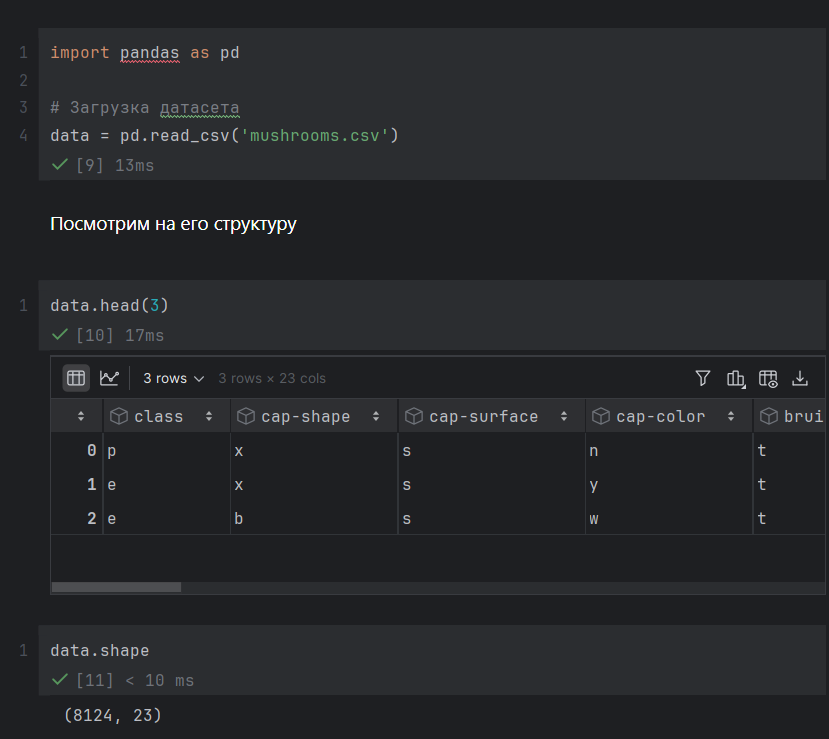 1 import pandas as pd
2
3 # Загрузка датасета
4 data = pd.read_csv('mushrooms.csv')
[9] 13ms
Посмотрим на его структуру
1 data.head(3)
[10] 17ms
3 rows 3 rows × 23 cols
class cap-shape cap-surface cap-color brui
0 p x s n t
1 e x s y t
2 e b s w t
1 data.shape
[11] < 10 ms
(8124, 23)